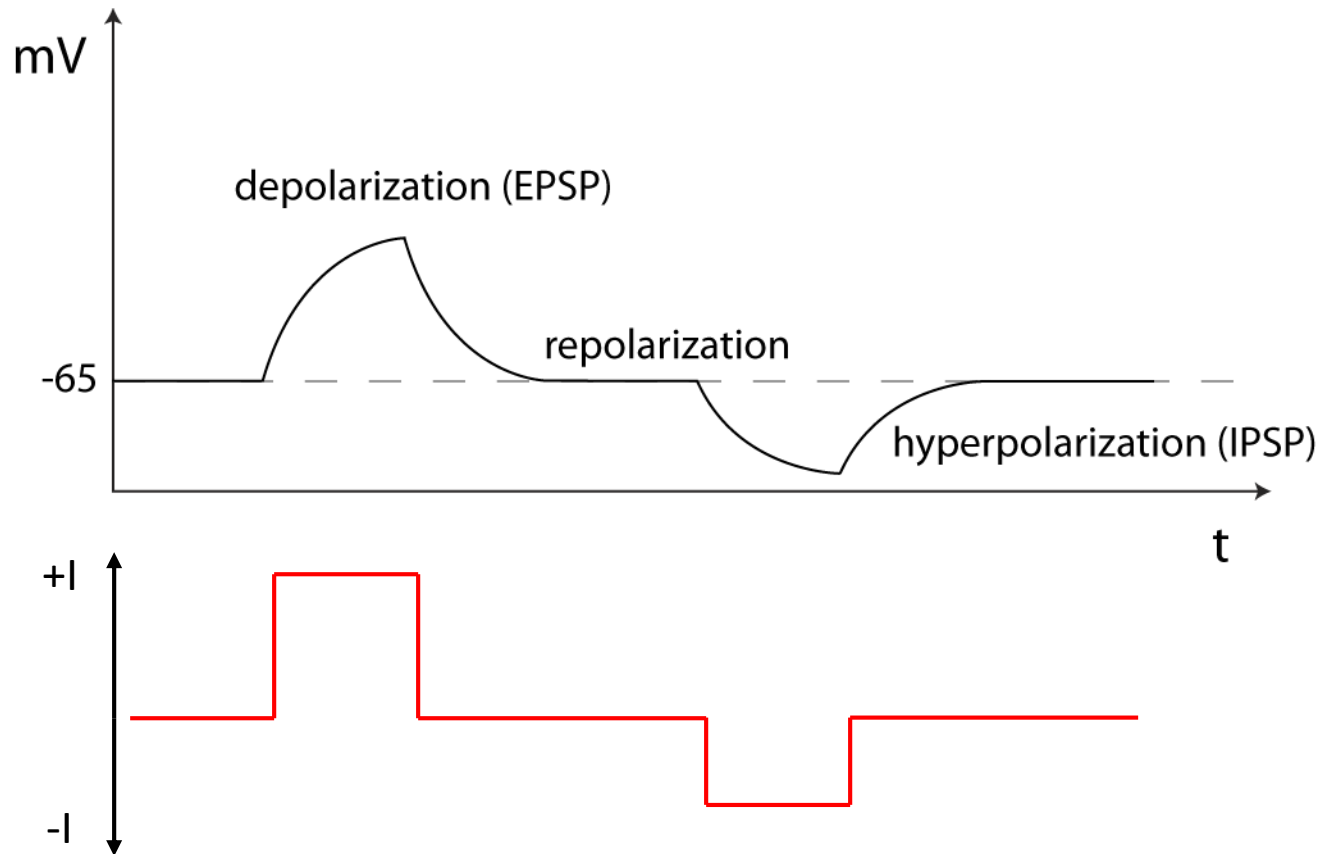 mV
depolarization (EPSP)
repolarization
-65
hyperpolarization (IPSP)
t
+I
-I